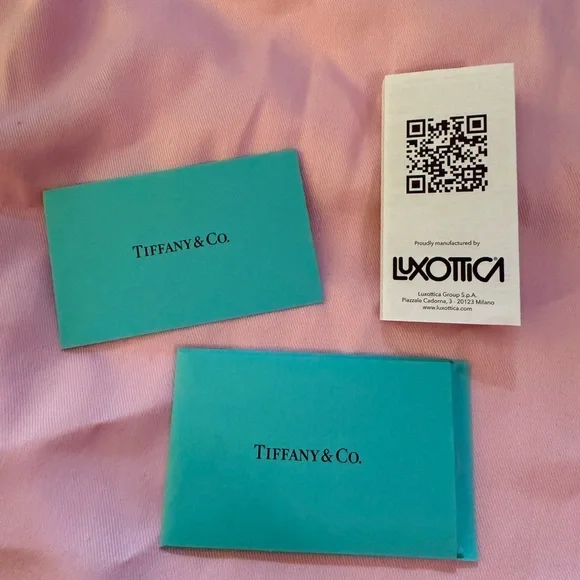 TIFFANY & CO.
Proudly manufactured by
LUXOTTICA
Luxottica Group S.p.A.
Piazzale Cadorna, 3 - 20123 Milano
www.luxottica.com
TIFFANY & CO.